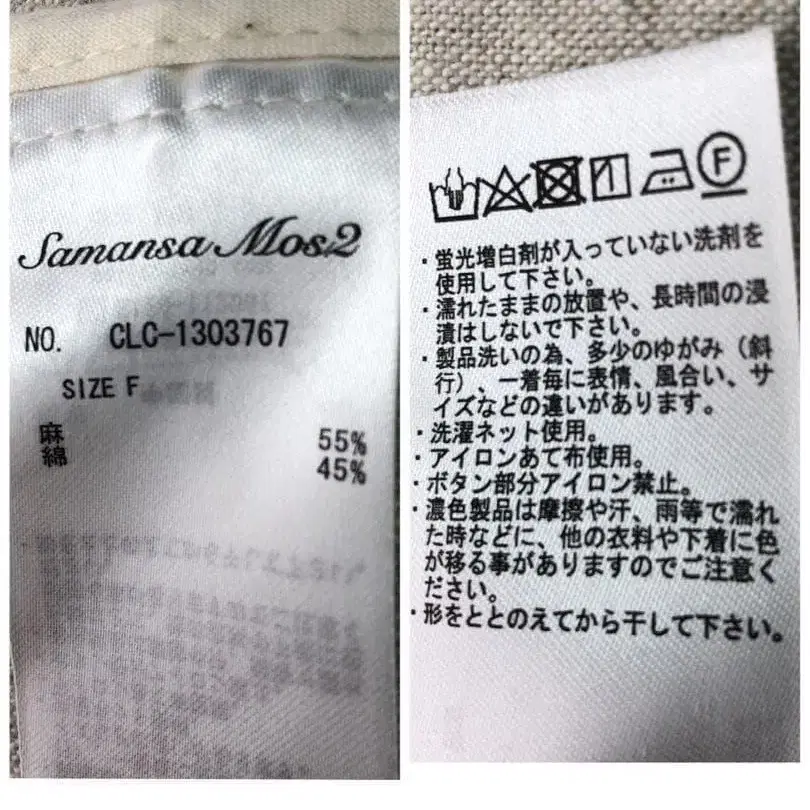 Samansa Mos2
NO. CLC-1303767
SIZE F
麻 55%
綿 45%
F
・蛍光増白剤が入っていない洗剤を
使用して下さい。
・濡れたままの放置や、長時間の浸
漬はしないで下さい。
・製品洗いの為、多少のゆがみ（斜
行）、一着毎に表情、風合い、サ
イズなどの違いがあります。
・洗濯ネット使用。
・アイロンあて布使用。
・ボタン部分アイロン禁止。
・濃色製品は摩擦や汗、雨等で濡れ
た時などに、他の衣料や下着に色
が移る事がありますのでご注意く
ださい。
・形をととのえてから干して下さい。